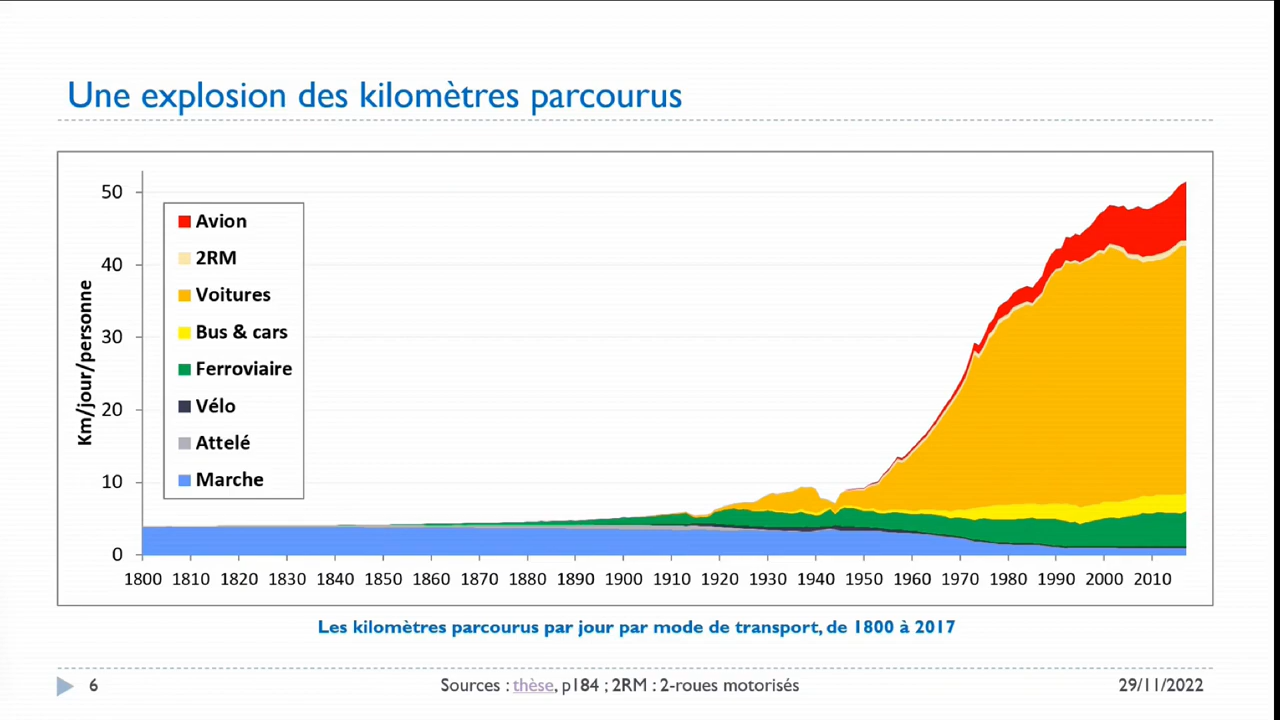 Une explosion des kilomètres parcourus
Km/jour/personne
50
40
30
20
10
0
Avion
2RM
Voitures
Bus & cars
Ferroviaire
Vélo
Attelé
Marche
1800 1810 1820 1830 1840 1850 1860 1870 1880 1890 1900 1910 1920 1930 1940 1950 1960 1970 1980 1990 2000 2010
Les kilomètres parcourus par jour par mode de transport, de 1800 à 2017
6 Sources : thèse, p184 ; 2RM : 2-roues motorisés 29/11/2022